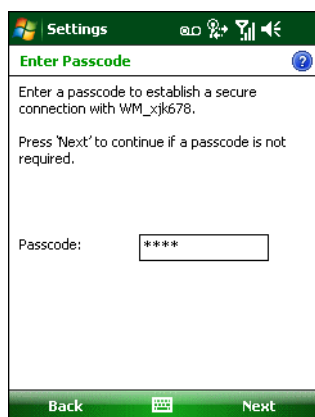 Settings
Enter Passcode
Enter a passcode to establish a secure
connection with WM_xjk678.
Press 'Next' to continue if a passcode is not
required.
Passcode: ****
Back Next